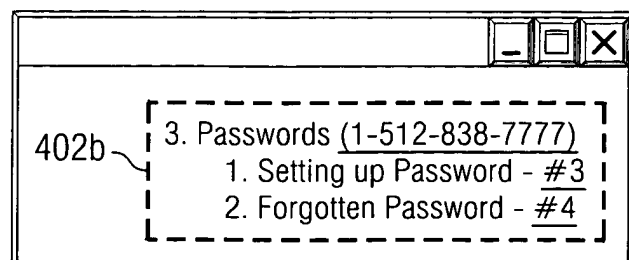 3. Passwords (1-512-838-7777)
402b
1. Setting up Password - #3
2. Forgotten Password - #4